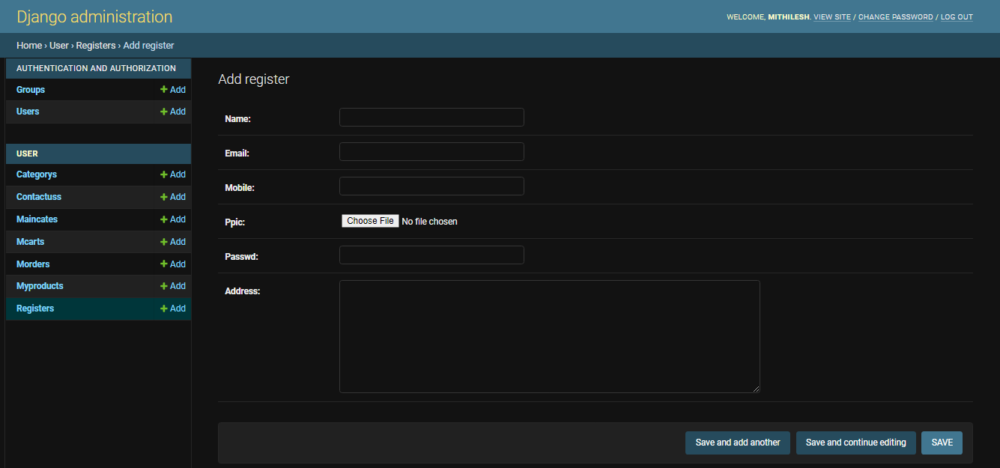 Django administration
WELCOME, MITHILESH. VIEW SITE / CHANGE PASSWORD / LOG OUT
Home › User › Registers › Add register
AUTHENTICATION AND AUTHORIZATION
Groups + Add
Users + Add
USER
Categorys + Add
Contactuss + Add
Maincates + Add
Mcarts + Add
Morders + Add
Myproducts + Add
Registers + Add
Add register
Name:
Email:
Mobile:
Ppic: Choose File No file chosen
Passwd:
Address:
Save and add another Save and continue editing SAVE